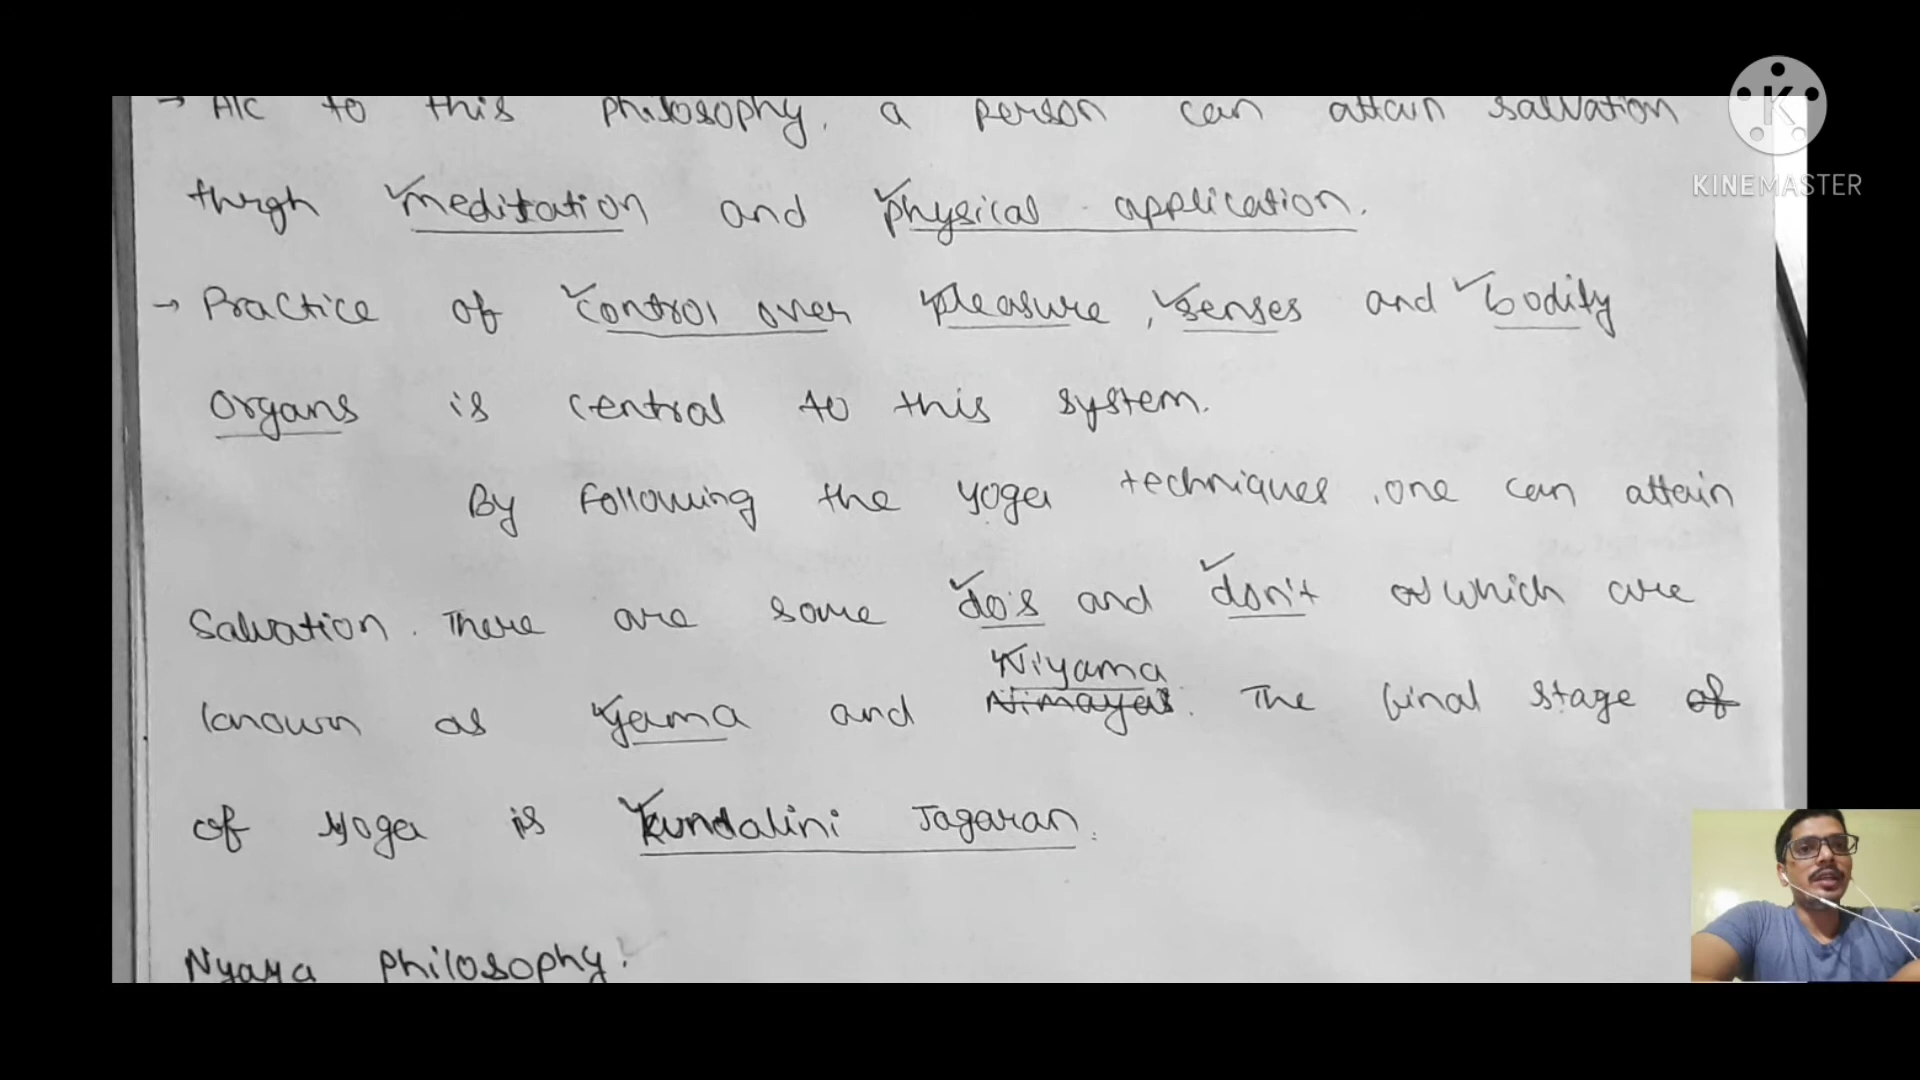 → A/c to this philosophy, a person can attain salvation
thrgh meditation and physical application.
→ Practice of control over pleasure, senses and bodily
organs is central to this system.
By following the yoga techniques, one can attain
salvation. There are some do's and don't which are
Niyama
known as Yama and Nimayas. The final stage of
of yoga is Kundalini Jagaran.
Nyaya philosophy:
K
KINEMASTER